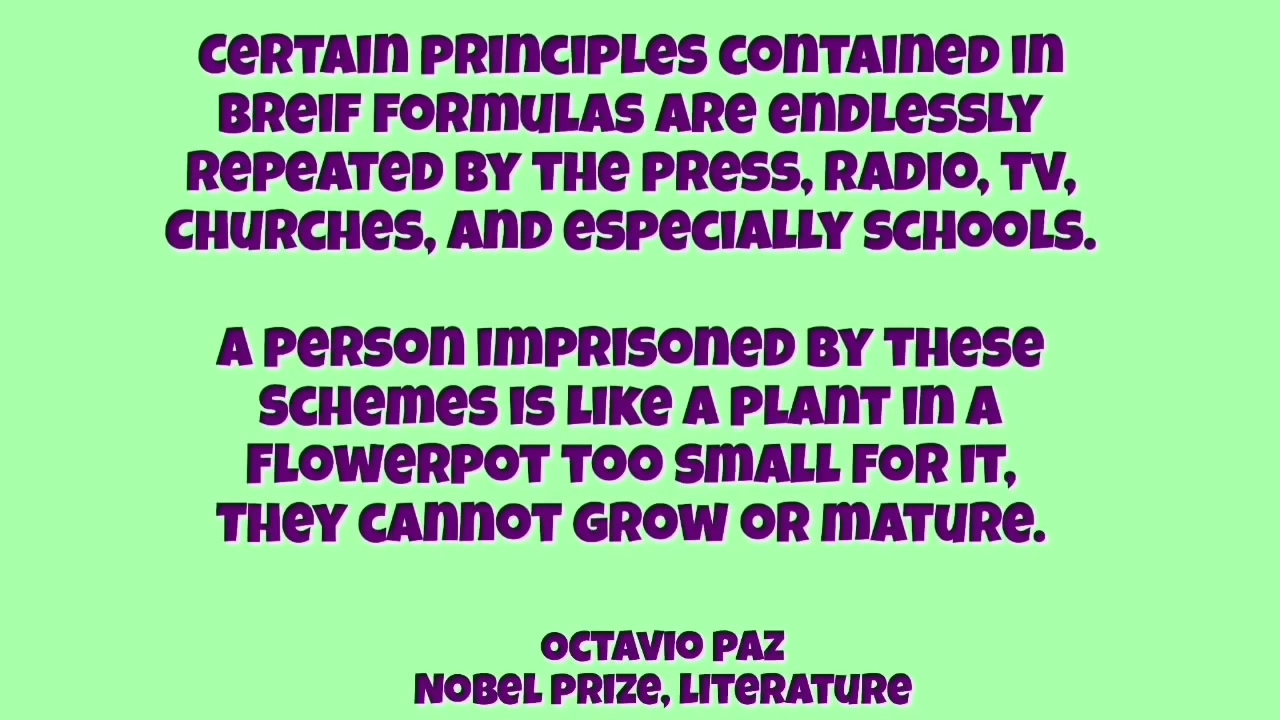 CERTAIN PRINCIPLES CONTAINED IN
BREIF FORMULAS ARE ENDLESSLY
REPEATED BY THE PRESS, RADIO, TV,
CHURCHES, AND ESPECIALLY SCHOOLS.
A PERSON IMPRISONED BY THESE
SCHEMES IS LIKE A PLANT IN A
FLOWERPOT TOO SMALL FOR IT,
THEY CANNOT GROW OR MATURE.
OCTAVIO PAZ
NOBEL PRIZE, LITERATURE